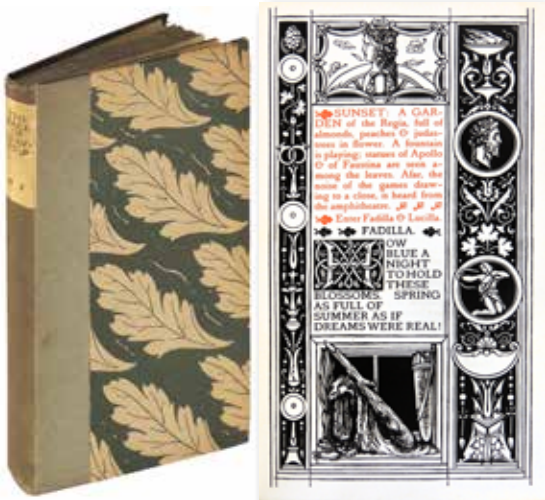 SUNSET: A GAR-
DEN of the Regia, full of
almonds, peaches & judas-
trees in flower. A fountain
is playing; statues of Apollo
& of Faustina are seen a-
mong the leaves. Afar, the
noise of the games draw-
ing to a close, is heard from
the amphitheatre.
Enter Fadilla & Lucilla.
FADILLA.
HOW
BLUE A
NIGHT
TO HOLD
THESE
BLOSSOMS. SPRING
AS FULL OF
SUMMER AS IF
DREAMS WERE REAL!